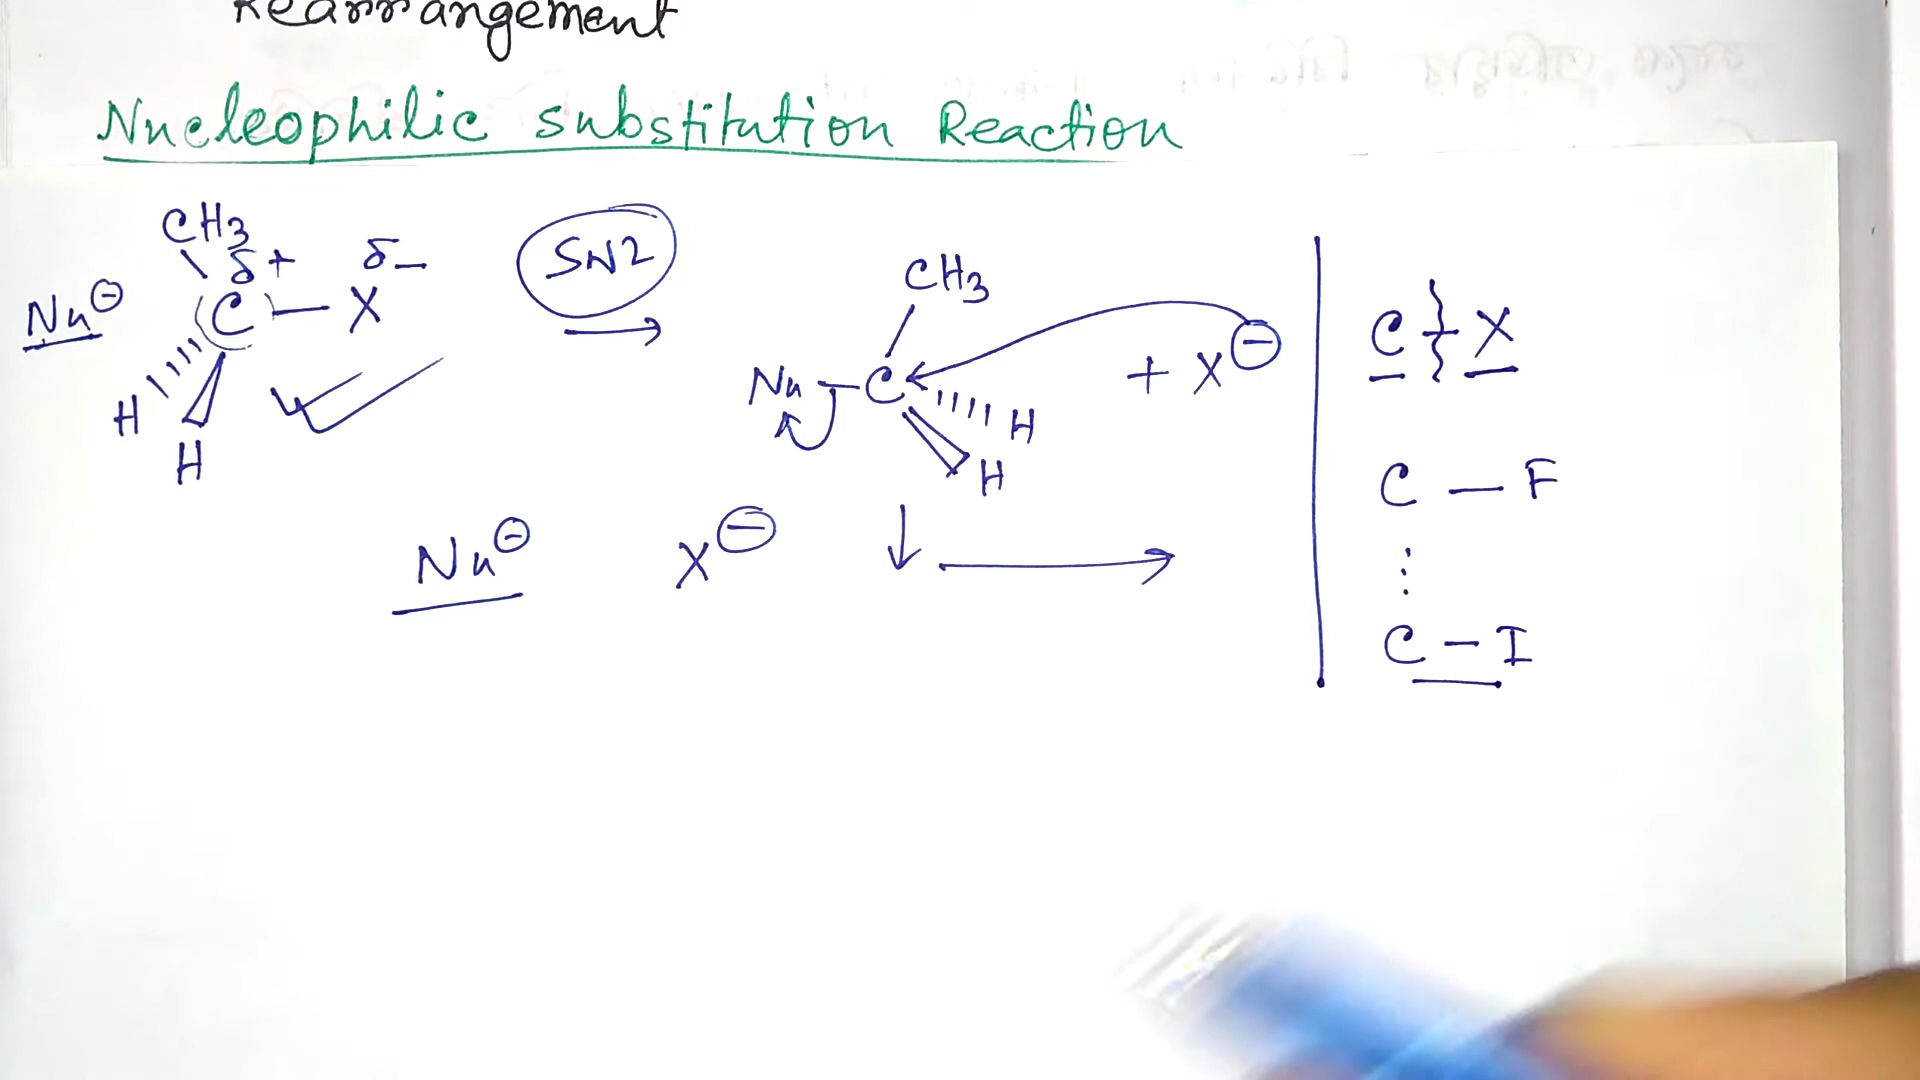 Rearrangement
Nucleophilic substitution Reaction
CH3
δ+ δ-
Nu⊖ C — X
H
H
SN2
CH3
Nu — C + X⊖
H
H
Nu⊖ X⊖
C X
C — F
⋮
C — I